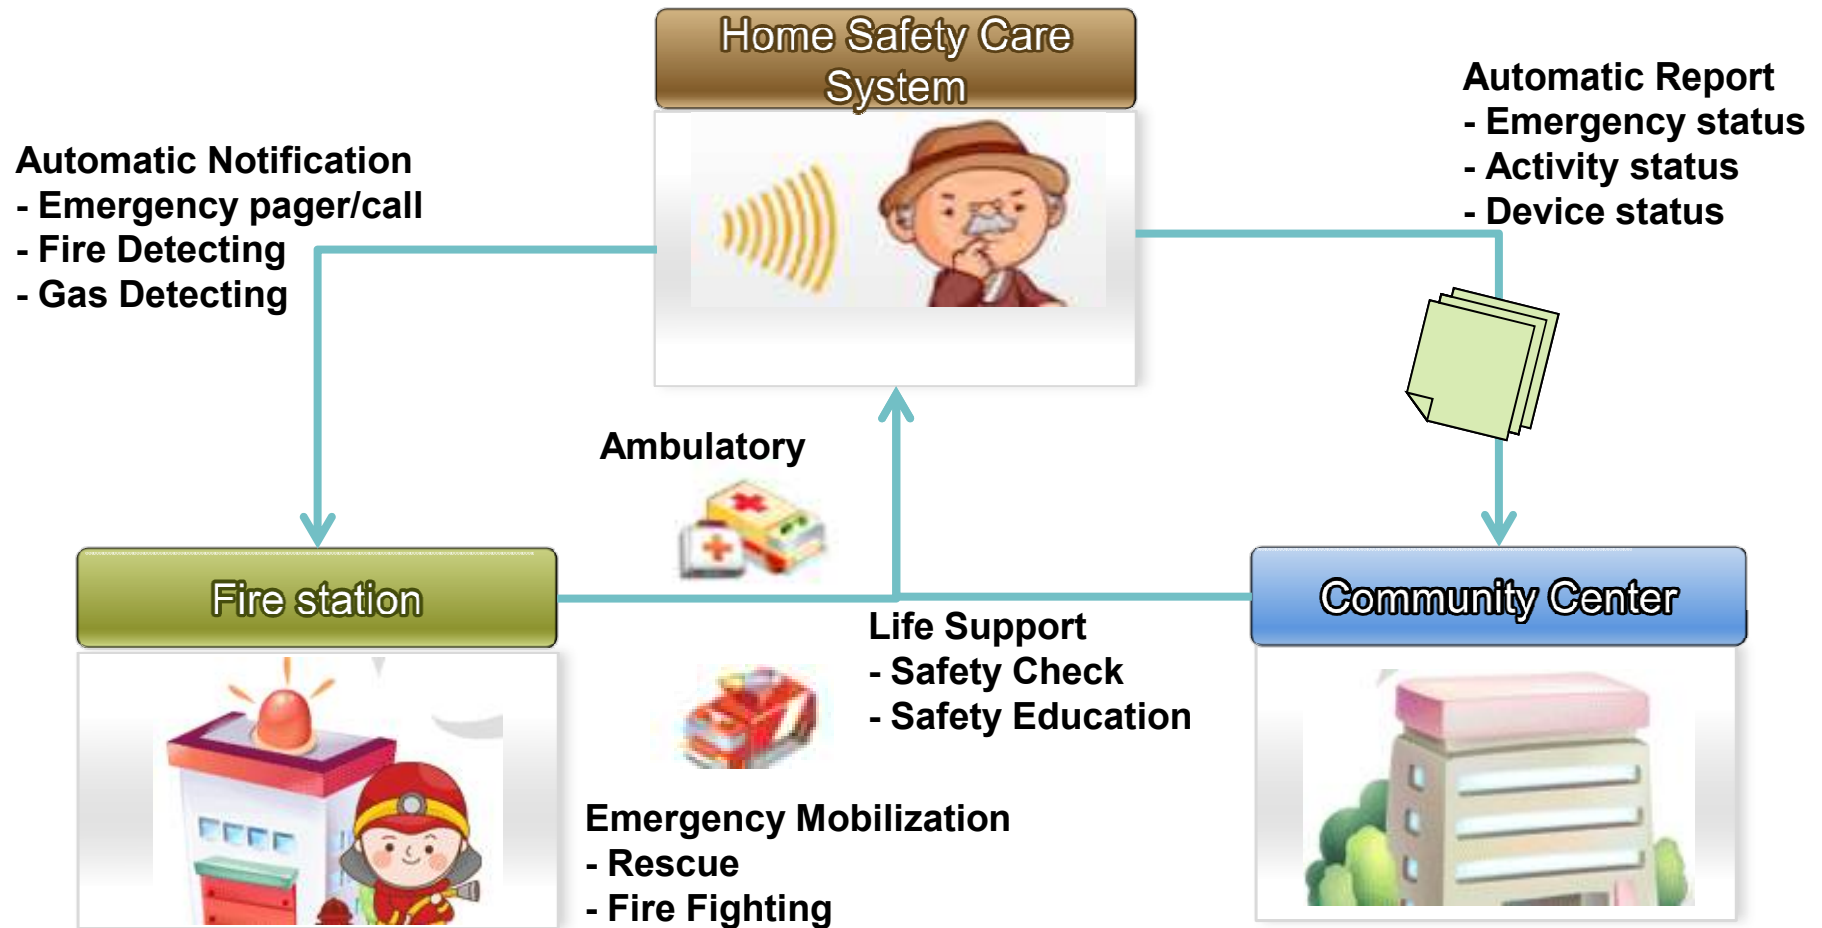 Home Safety Care
System
Automatic Notification
- Emergency pager/call
- Fire Detecting
- Gas Detecting
Automatic Report
- Emergency status
- Activity status
- Device status
Ambulatory
Fire station
Community Center
Life Support
- Safety Check
- Safety Education
Emergency Mobilization
- Rescue
- Fire Fighting